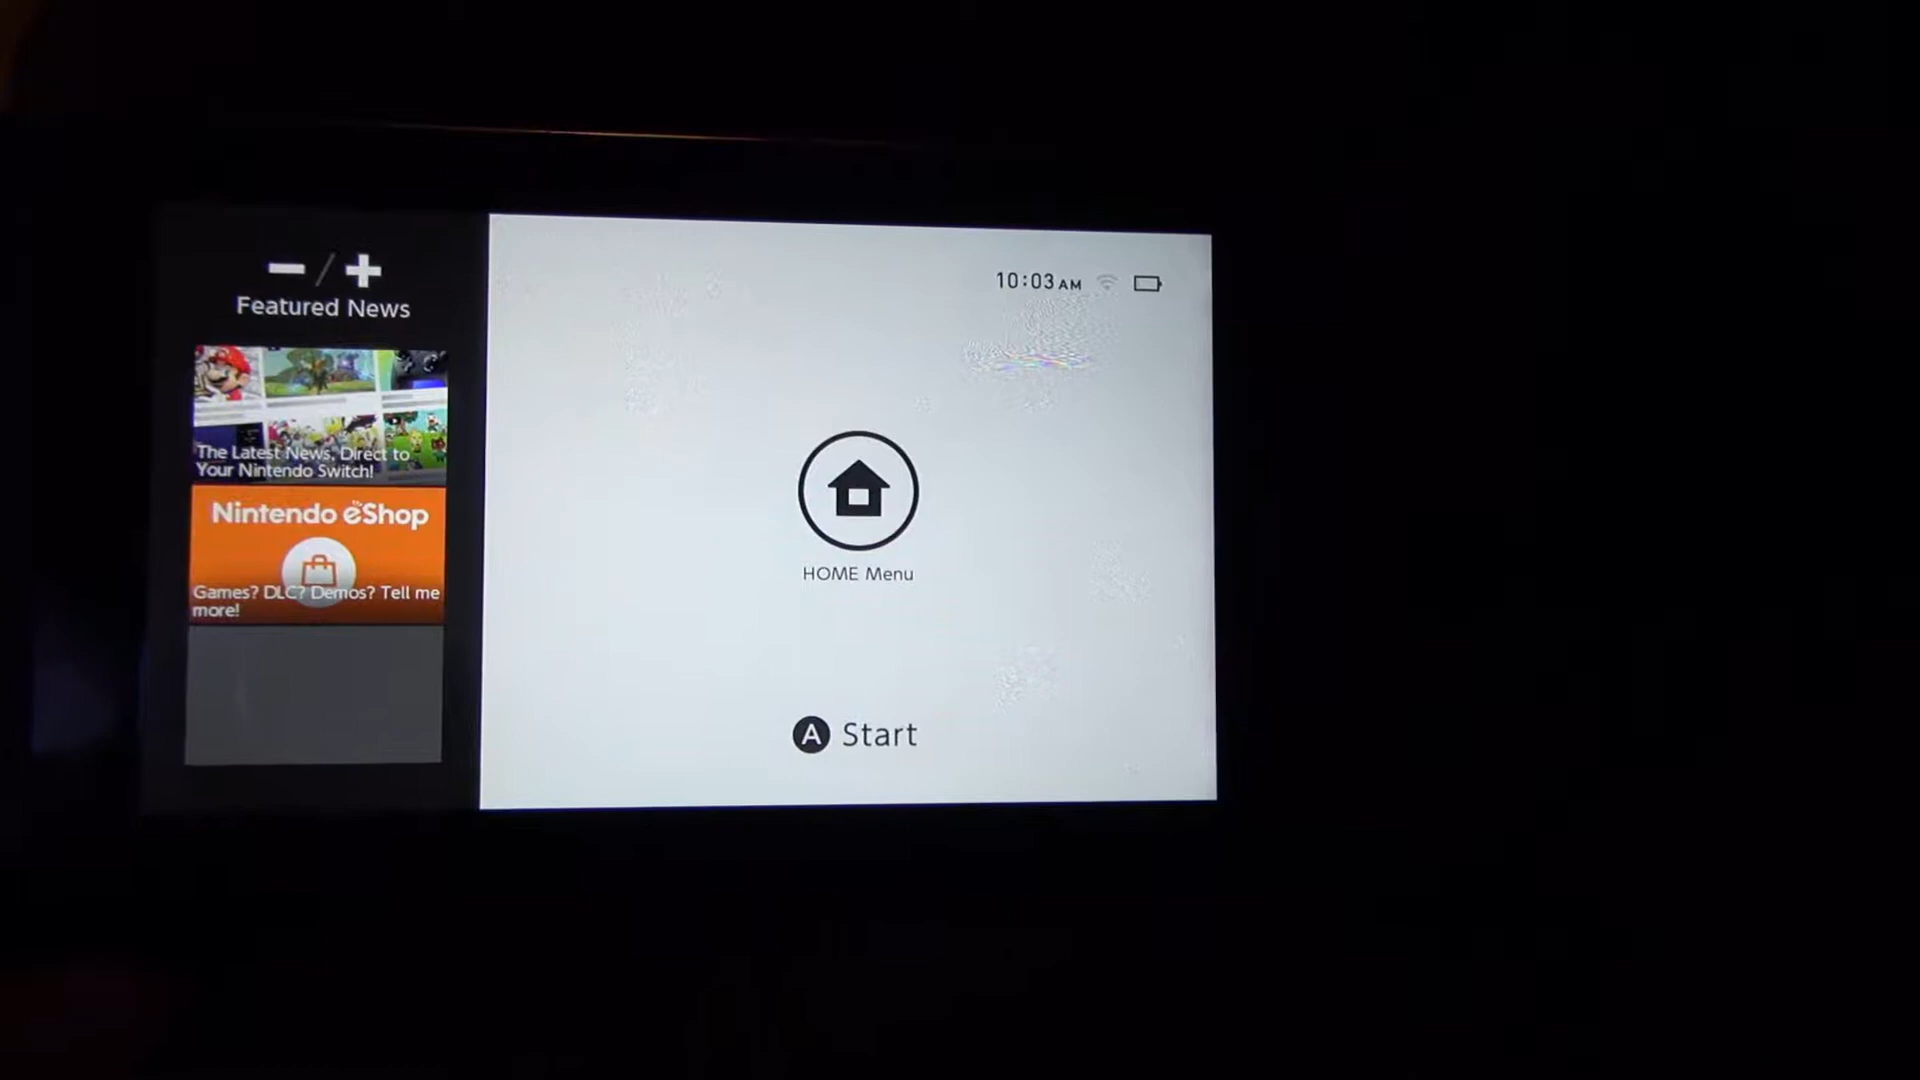 − / +
Featured News
The Latest News, Direct to
Your Nintendo Switch!
Nintendo eShop
Games? DLC? Demos? Tell me
more!
10:03 AM
HOME Menu
A Start